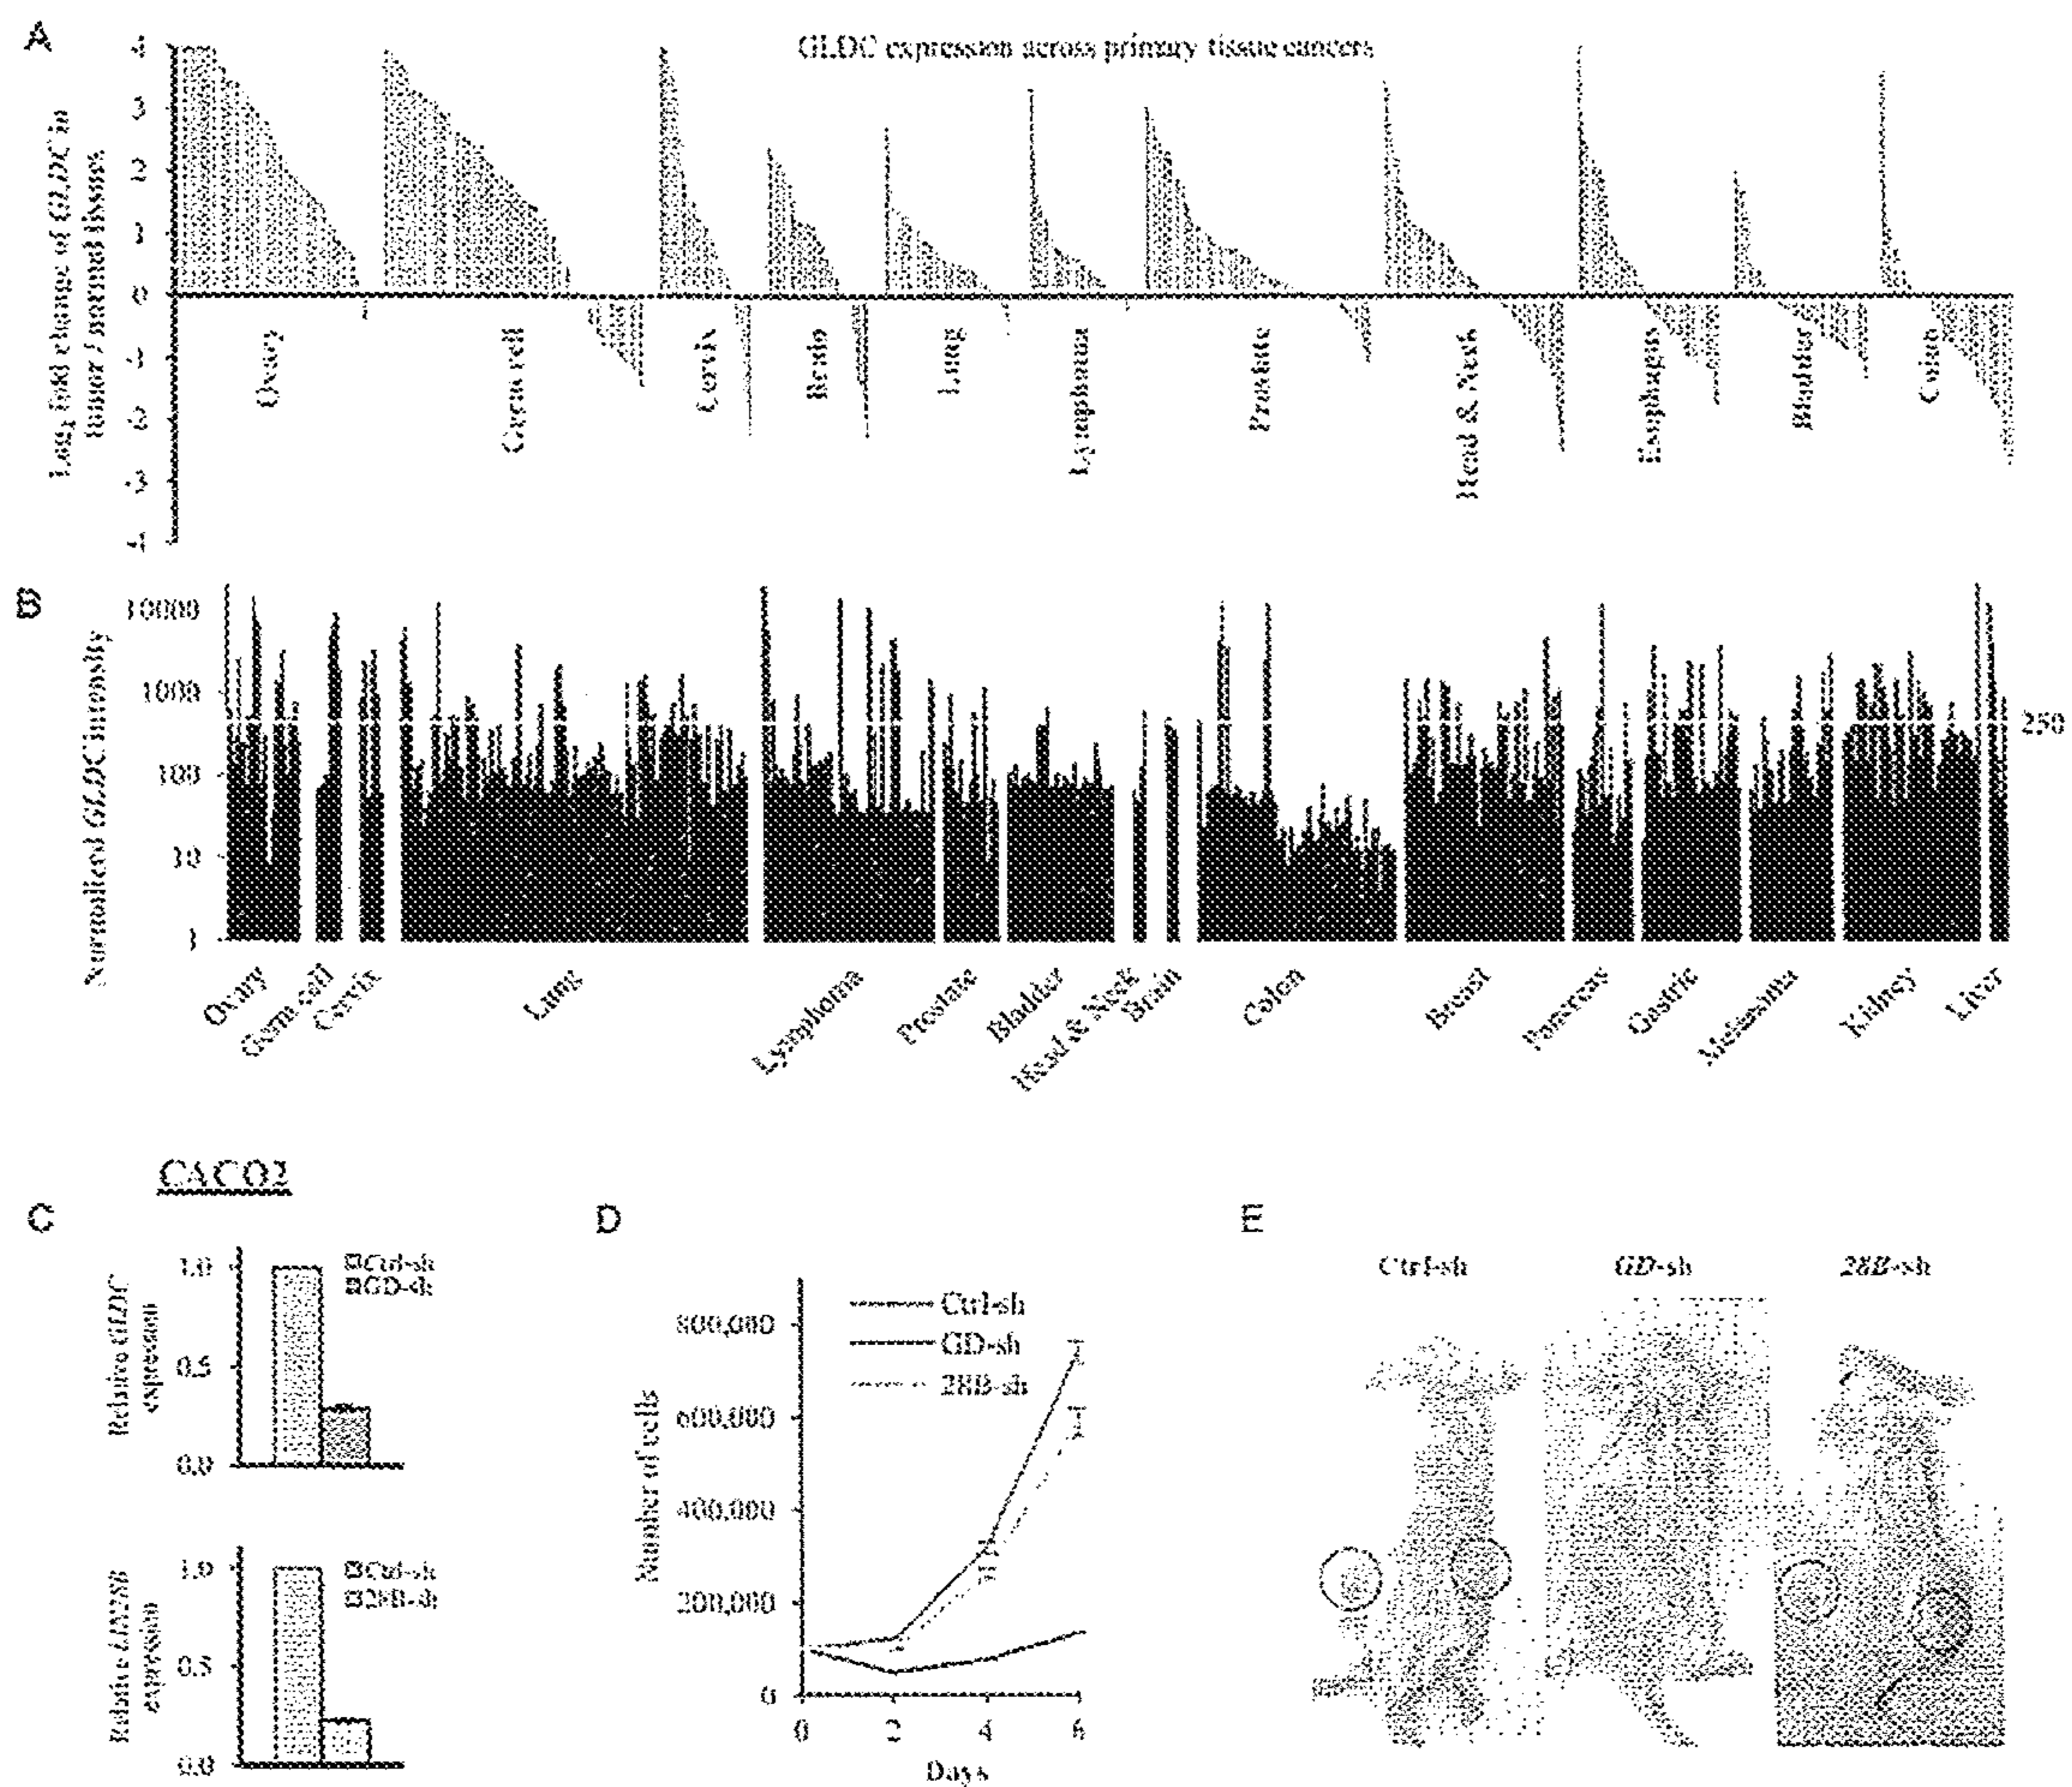 A
GLDC expression across primary tissue cancers
Log2 fold change of GLDC in
tumor / normal tissues
4
3
2
1
0
-1
-2
-3
-4
Ovary
Germ cell
Cervix
Brain
Lung
Lymphoma
Prostate
Head & Neck
Esophagus
Bladder
Colon
B
Normalized GLDC intensity
10000
1000
100
10
1
250
Ovary
Germ cell
Cervix
Lung
Lymphoma
Prostate
Bladder
Head & Neck
Brain
Colon
Breast
Pancreas
Gastric
Melanoma
Kidney
Liver
CACO2
C
Relative GLDC
expression
1.0
0.5
0.0
Ctrl-sh
GD-sh
Relative LIN28B
expression
1.0
0.5
0.0
Ctrl-sh
28B-sh
D
Number of cells
800,000
600,000
400,000
200,000
0
Ctrl-sh
GD-sh
28B-sh
0 2 4 6
Days
E
Ctrl-sh GD-sh 28B-sh